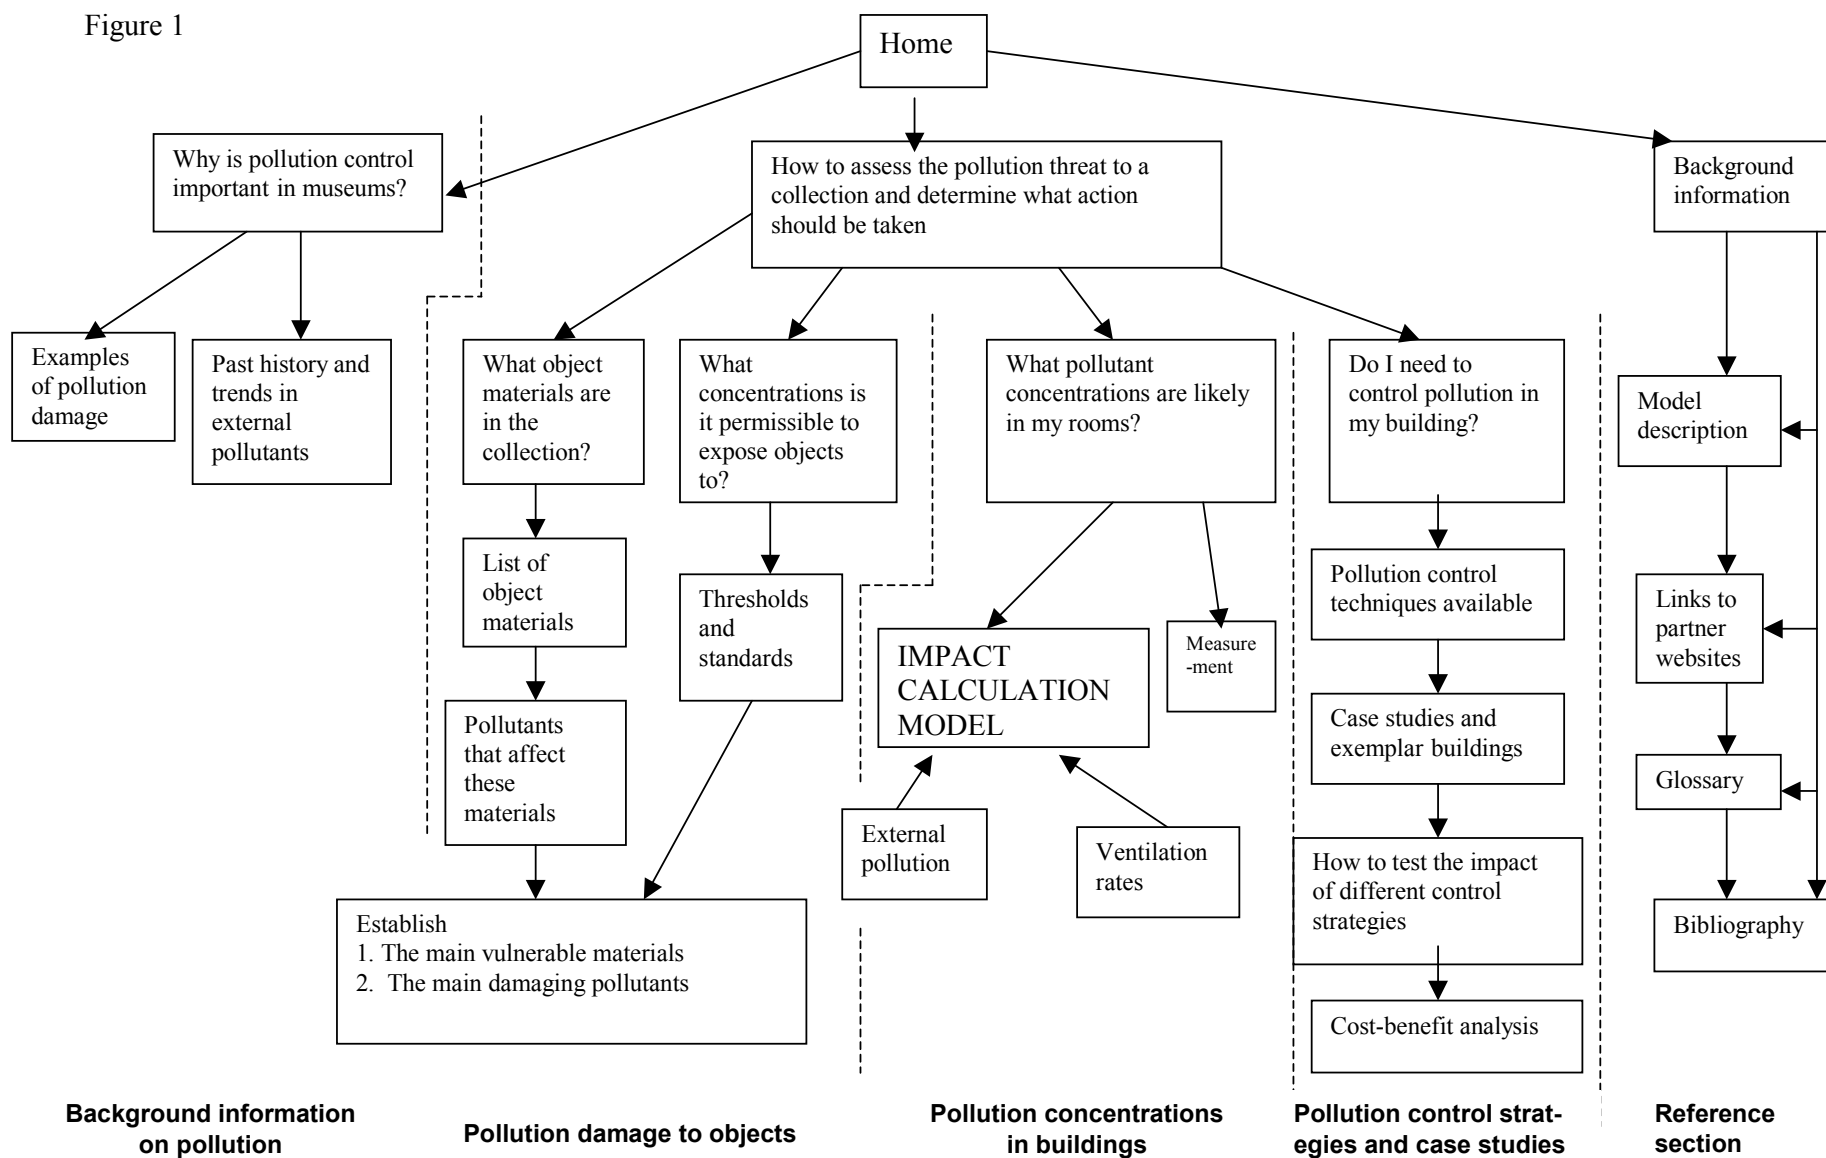 Figure 1
Home
Why is pollution control
important in museums?
How to assess the pollution threat to a
collection and determine what action
should be taken
Background
information
Examples
of pollution
damage
Past history and
trends in
external
pollutants
What object
materials are
in the
collection?
What
concentrations is
it permissible to
expose objects
to?
What pollutant
concentrations are likely
in my rooms?
Do I need to
control pollution in
my building?
Model
description
List of
object
materials
Thresholds
and
standards
IMPACT
CALCULATION
MODEL
Measure
-ment
Pollution control
techniques available
Links to
partner
websites
Pollutants
that affect
these
materials
Case studies and
exemplar buildings
Glossary
External
pollution
Ventilation
rates
How to test the impact
of different control
strategies
Bibliography
Establish
1. The main vulnerable materials
2. The main damaging pollutants
Cost-benefit analysis
Background information
on pollution
Pollution damage to objects
Pollution concentrations
in buildings
Pollution control strat-
egies and case studies
Reference
section